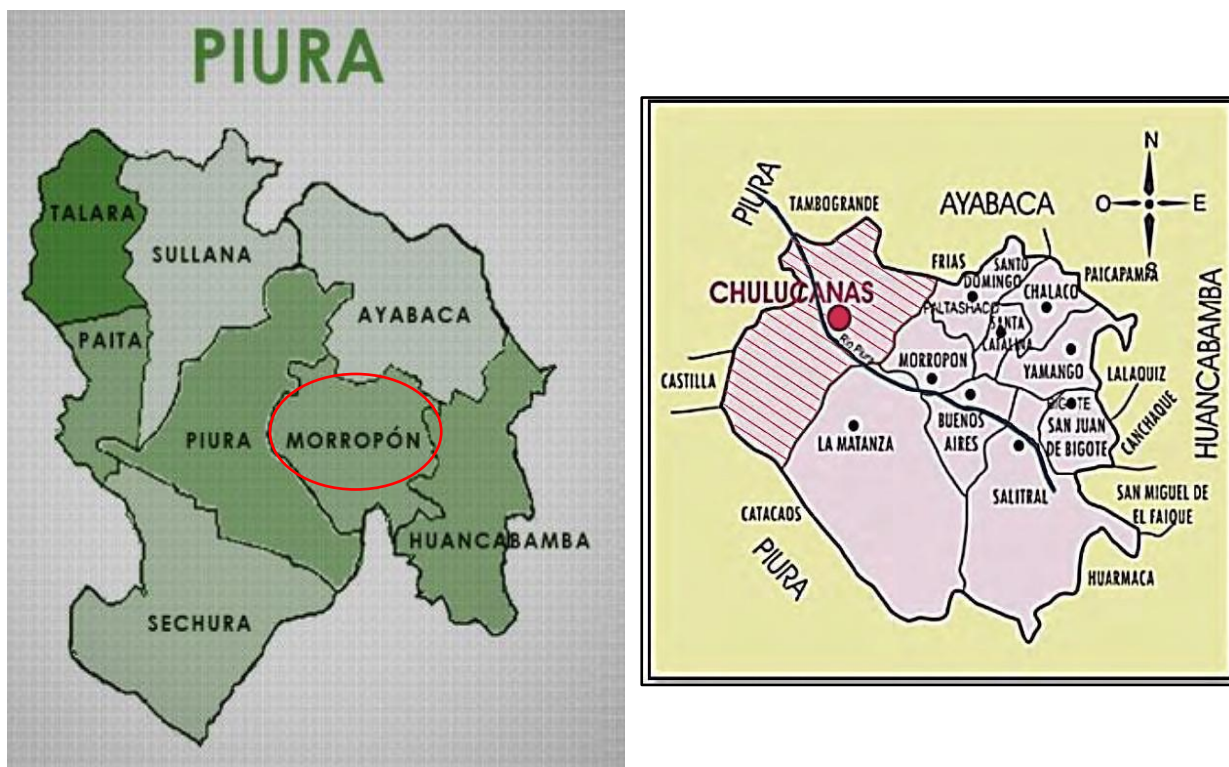 PIURA
TALARA
SULLANA
PAITA
AYABACA
PIURA
MORROPÓN
HUANCABAMBA
SECHURA
N
O
E
S
PIURA
TAMBOGRANDE
AYABACA
FRIAS
SANTO
DOMINGO
PAICAPAMPA
CHULUCANAS
PALTASHACO
CHALACO
SANTA
CATALINA
Rio Piura
MORROPON
YAMANGO
HUANCABAMBA
CASTILLA
LALAQUIZ
BIGOTE
SAN JUAN
DE BIGOTE
CANCHAQUE
BUENOS
AIRES
LA MATANZA
SALITRAL
SAN MIGUEL DE
EL FAIQUE
CATACAOS
PIURA
HUARMACA